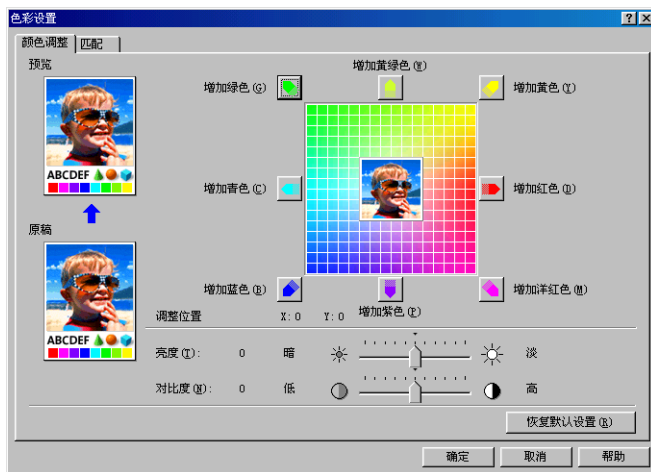 色彩设置
颜色调整 匹配
预览
增加黄绿色(W)
增加绿色(G)
增加黄色(Y)
ABCDEF
增加青色(C)
增加红色(D)
原稿
增加蓝色(B)
增加洋红色(M)
增加紫色(P)
调整位置 X: 0 Y: 0
ABCDEF
亮度(T): 0 暗 淡
对比度(N): 0 低 高
恢复默认设置(R)
确定 取消 帮助